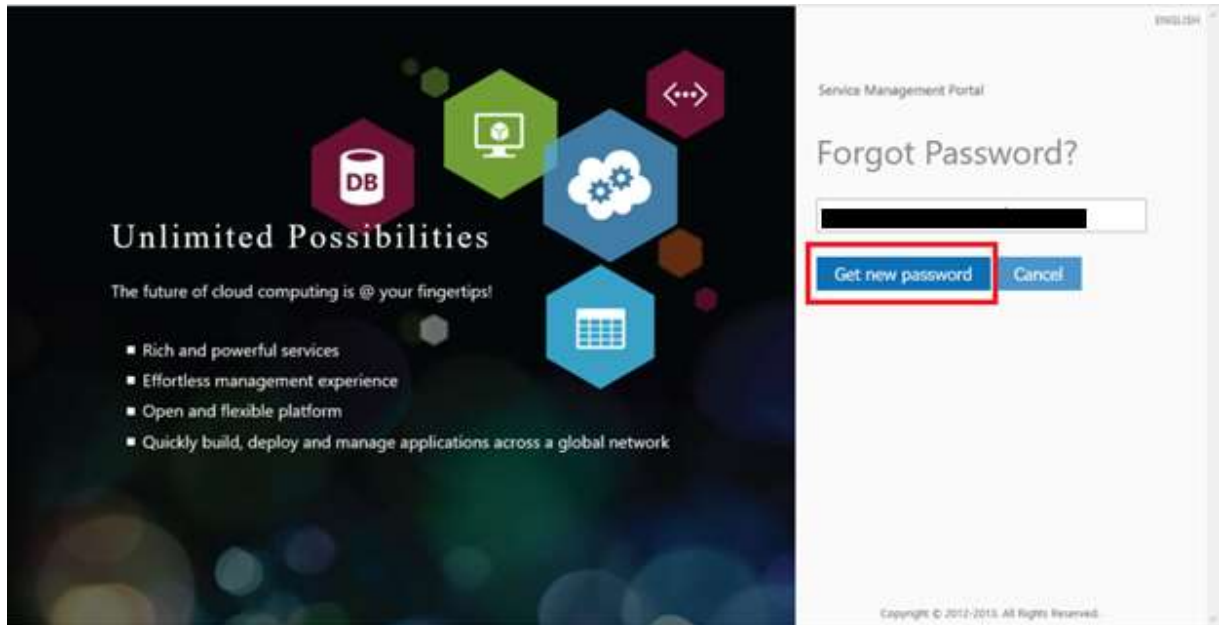 ENGLISH
Service Management Portal
Forgot Password?
Get new password Cancel
DB
Unlimited Possibilities
The future of cloud computing is @ your fingertips!
Rich and powerful services
Effortless management experience
Open and flexible platform
Quickly build, deploy and manage applications across a global network
Copyright © 2012-2013. All Rights Reserved.